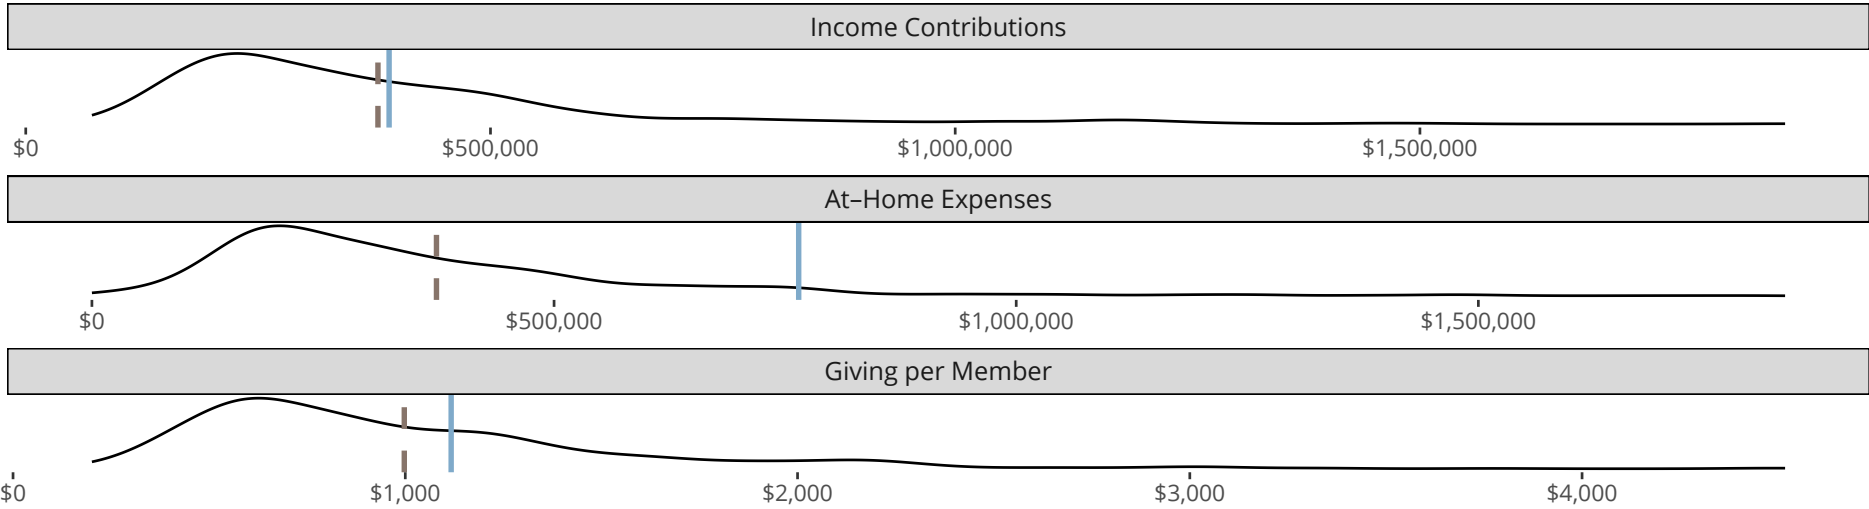 Income Contributions
$0 $500,000 $1,000,000 $1,500,000
At–Home Expenses
$0 $500,000 $1,000,000 $1,500,000
Giving per Member
$0 $1,000 $2,000 $3,000 $4,000